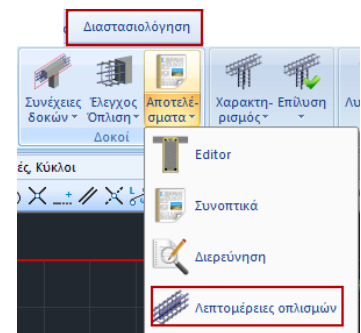 Διαστασιολόγηση
Συνέχειες Έλεγχος Αποτελέ- Χαρακτη- Επίλυση
δοκών Όπλιση σματα ρισμός
Δοκοί
ές, Κύκλοι
Editor
Συνοπτικά
Διερεύνηση
Λεπτομέρειες οπλισμών